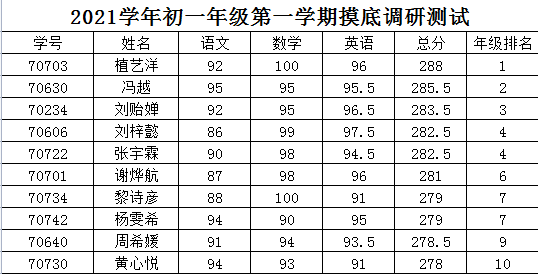 2021学年初一年级第一学期摸底调研测试
学号 姓名 语文 数学 英语 总分 年级排名
70703 植艺洋 92 100 96 288 1
70630 冯越 95 95 95.5 285.5 2
70234 刘贻婵 92 95 96.5 283.5 3
70606 刘梓懿 86 99 97.5 282.5 4
70722 张宇霖 90 98 94.5 282.5 4
70701 谢烨航 87 98 96 281 6
70734 黎诗彦 88 100 91 279 7
70742 杨雯希 94 90 95 279 7
70640 周希媛 91 94 93.5 278.5 9
70730 黄心悦 94 93 91 278 10